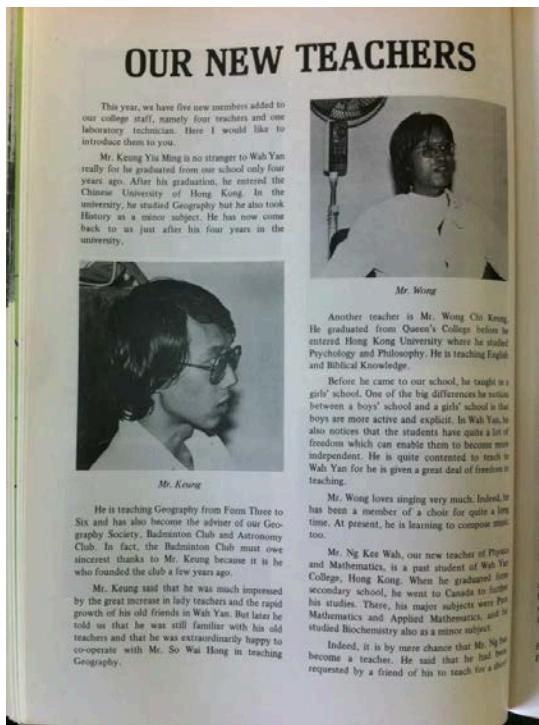 OUR NEW TEACHERS
This year, we have five new members added to
our college staff, namely four teachers and one
laboratory technician. Here I would like to
introduce them to you.
Mr. Keung Yiu Ming is no stranger to Wah Yan
really for he graduated from our school only four
years ago. After his graduation, he entered the
Chinese University of Hong Kong. In the
university, he studied Geography but he also took
History as a minor subject. He has now come
back to us just after his four years in the
university.
Mr. Keung
He is teaching Geography from Form Three to
Six and has also become the adviser of our Geo-
graphy Society, Badminton Club and Astronomy
Club. In fact, the Badminton Club must owe
sincerest thanks to Mr. Keung because it is he
who founded the club a few years ago.
Mr. Keung said that he was much impressed
by the great increase in lady teachers and the rapid
growth of his old friends in Wah Yan. But later he
told us that he was still familiar with his old
teachers and that he was extraordinarily happy to
co-operate with Mr. So Wai Hong in teaching
Geography.
Mr. Wong
Another teacher is Mr. Wong Chi Keung.
He graduated from Queen's College before he
entered Hong Kong University where he studied
Psychology and Philosophy. He is teaching English
and Biblical Knowledge.
Before he came to our school, he taught in a
girls' school. One of the big differences he notices
between a boys' school and a girls' school is that
boys are more active and explicit. In Wah Yan, he
also notices that the students have quite a lot of
freedom which can enable them to become more
independent. He is quite contented to teach in
Wah Yan for he is given a great deal of freedom in
teaching.
Mr. Wong loves singing very much. Indeed, he
has been a member of a choir for quite a long
time. At present, he is learning to compose music
too.
Mr. Ng Kee Wah, our new teacher of Physics
and Mathematics, is a past student of Wah Yan
College, Hong Kong. When he graduated from
secondary school, he went to Canada to further
his studies. There, his major subjects were Pure
Mathematics and Applied Mathematics, and he
studied Biochemistry also as a minor subject.
Indeed, it is by mere chance that Mr. Ng has
become a teacher. He said that he had been
requested by a friend of his to teach for a short